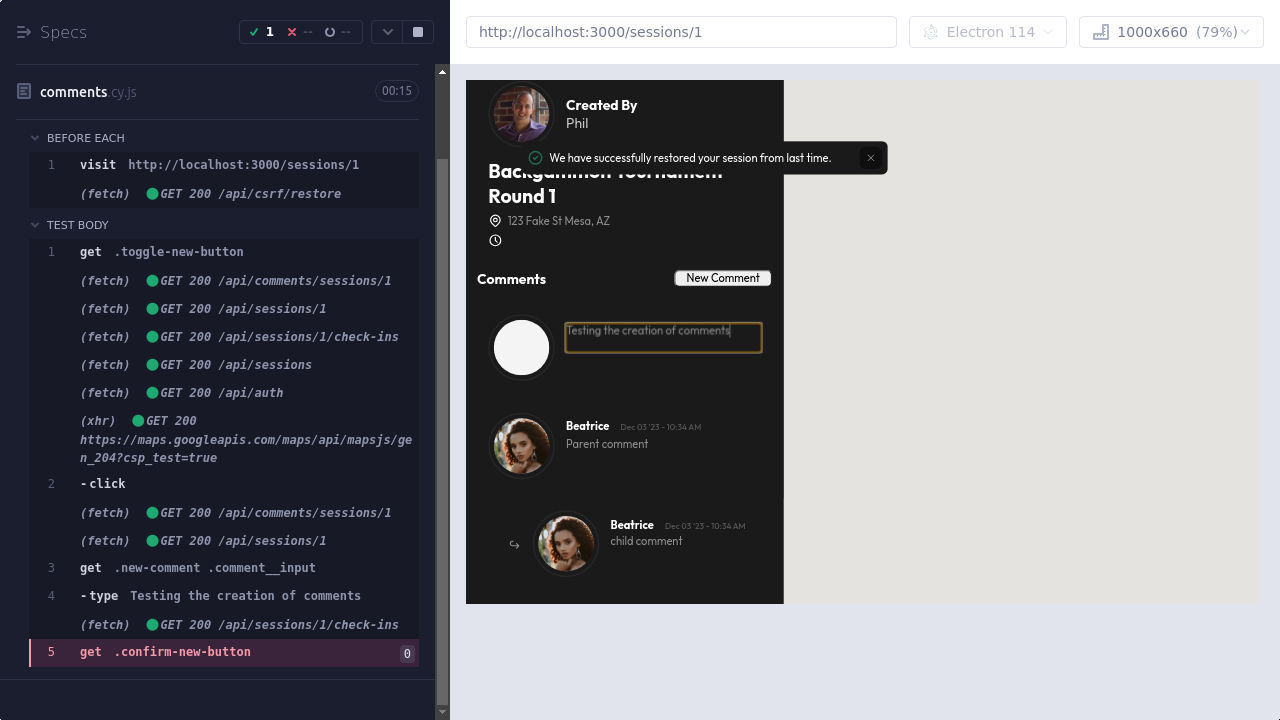 Specs
1
--
--
comments.cy.js
00:15
BEFORE EACH
1 visit http://localhost:3000/sessions/1
(fetch) GET 200 /api/csrf/restore
TEST BODY
1 get .toggle-new-button
(fetch) GET 200 /api/comments/sessions/1
(fetch) GET 200 /api/sessions/1
(fetch) GET 200 /api/sessions/1/check-ins
(fetch) GET 200 /api/sessions
(fetch) GET 200 /api/auth
(xhr) GET 200
https://maps.googleapis.com/maps/api/mapsjs/ge
n_204?csp_test=true
2 -click
(fetch) GET 200 /api/comments/sessions/1
(fetch) GET 200 /api/sessions/1
3 get .new-comment .comment__input
4 -type Testing the creation of comments
(fetch) GET 200 /api/sessions/1/check-ins
5 get .confirm-new-button 0
http://localhost:3000/sessions/1
Electron 114
1000x660 (79%)
Created By
Phil
We have successfully restored your session from last time.
Backgammon Tournament
Round 1
123 Fake St Mesa, AZ
Comments
New Comment
Testing the creation of comments
Beatrice Dec 03 '23 - 10:34 AM
Parent comment
Beatrice Dec 03 '23 - 10:34 AM
child comment